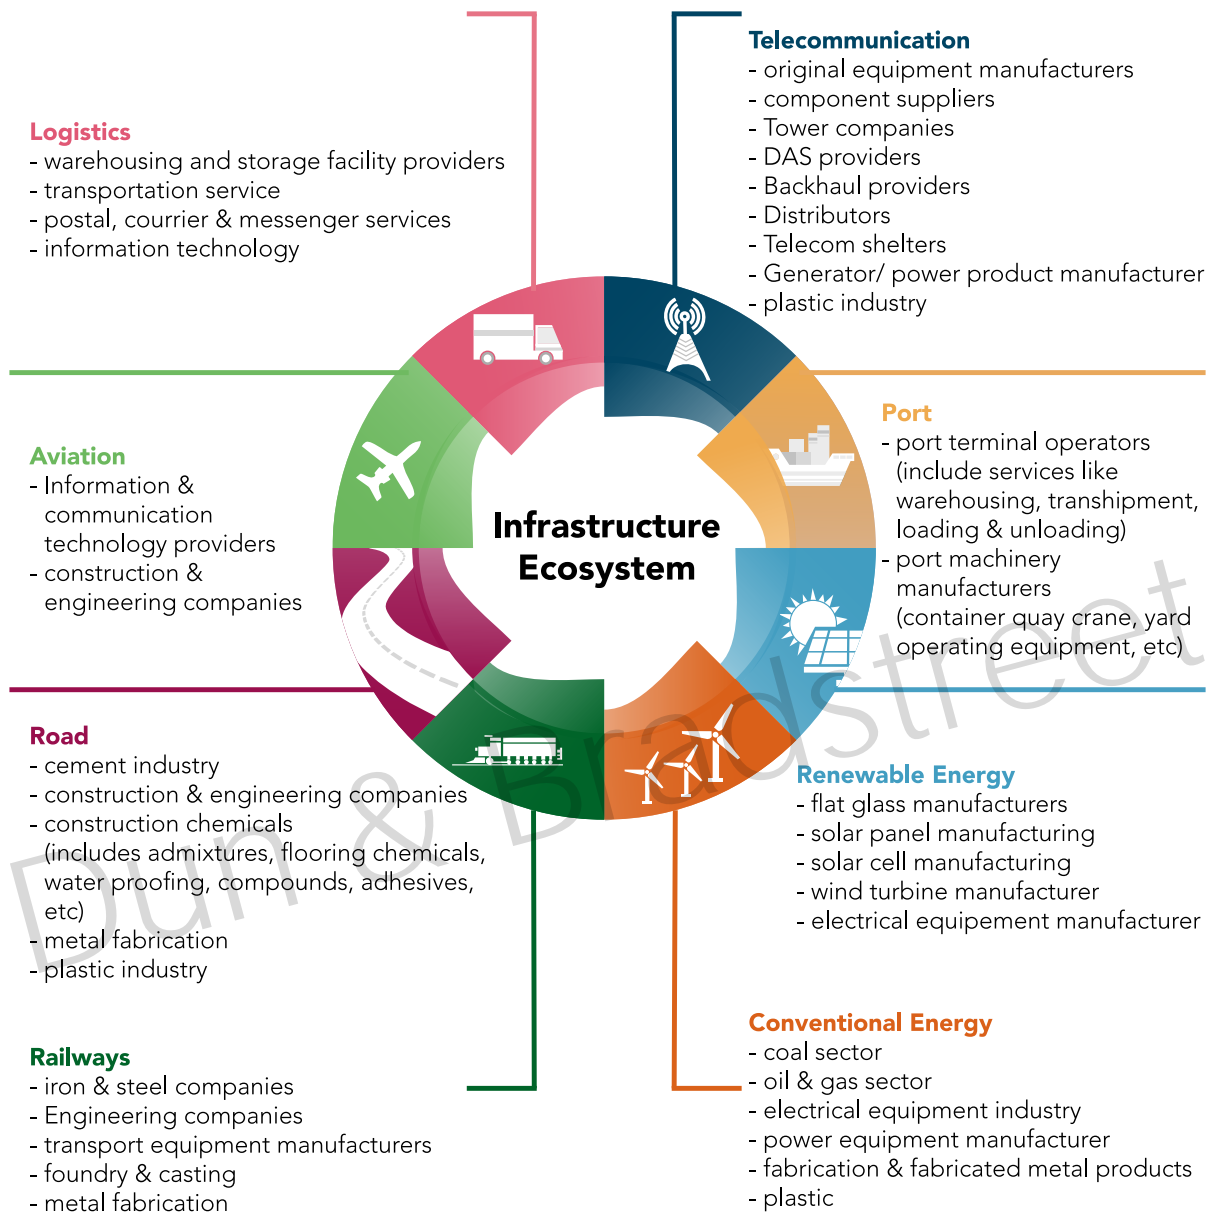 Logistics
- warehousing and storage facility providers
- transportation service
- postal, courrier & messenger services
- information technology
Telecommunication
- original equipment manufacturers
- component suppliers
- Tower companies
- DAS providers
- Backhaul providers
- Distributors
- Telecom shelters
- Generator/ power product manufacturer
- plastic industry
Aviation
- Information &
communication
technology providers
- construction &
engineering companies
Infrastructure
Ecosystem
Port
- port terminal operators
(include services like
warehousing, transhipment,
loading & unloading)
- port machinery
manufacturers
(container quay crane, yard
operating equipment, etc)
Road
- cement industry
- construction & engineering companies
- construction chemicals
(includes admixtures, flooring chemicals,
water proofing, compounds, adhesives,
etc)
- metal fabrication
- plastic industry
Renewable Energy
- flat glass manufacturers
- solar panel manufacturing
- solar cell manufacturing
- wind turbine manufacturer
- electrical equipement manufacturer
Railways
- iron & steel companies
- Engineering companies
- transport equipment manufacturers
- foundry & casting
- metal fabrication
Conventional Energy
- coal sector
- oil & gas sector
- electrical equipment industry
- power equipment manufacturer
- fabrication & fabricated metal products
- plastic
Dun & Bradstreet